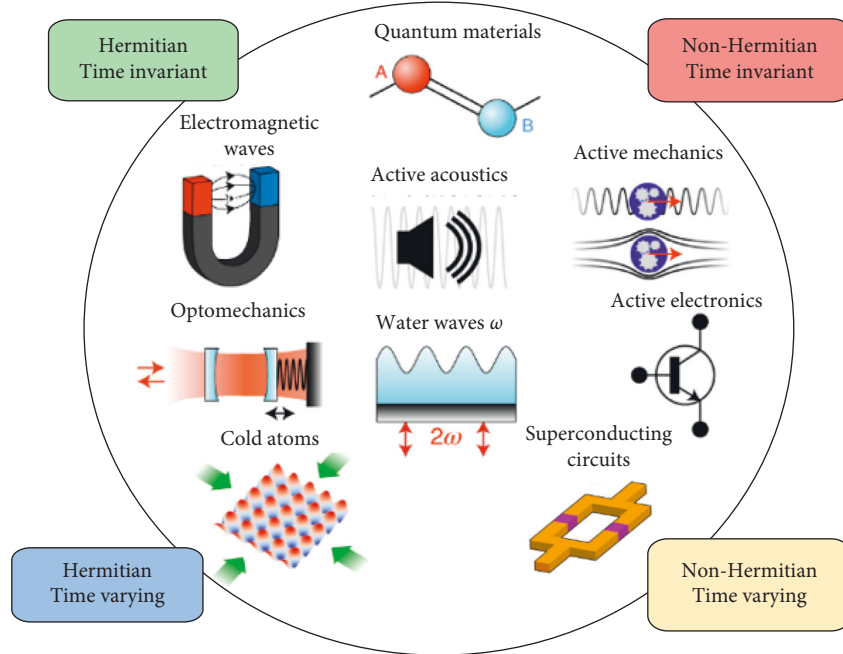 Hermitian
Time invariant
Quantum materials
Non-Hermitian
Time invariant
A
B
Electromagnetic
waves
Active acoustics
Active mechanics
Optomechanics
Water waves ω
Active electronics
2ω
Cold atoms
Superconducting
circuits
Hermitian
Time varying
Non-Hermitian
Time varying